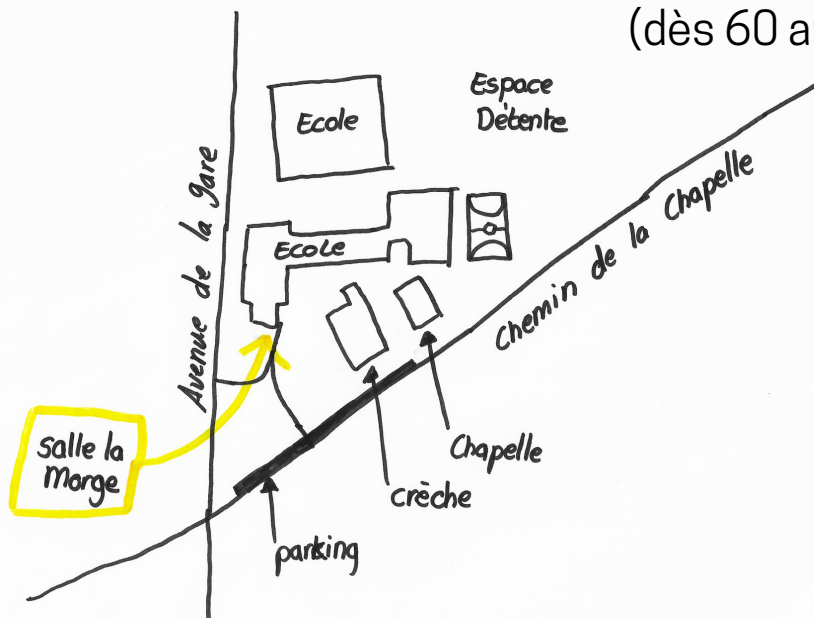 (dès 60 a
Espace
Détente
Ecole
Avenue de la gare
Ecole
Chemin de la Chapelle
Salle la
Morge
Chapelle
crèche
parking